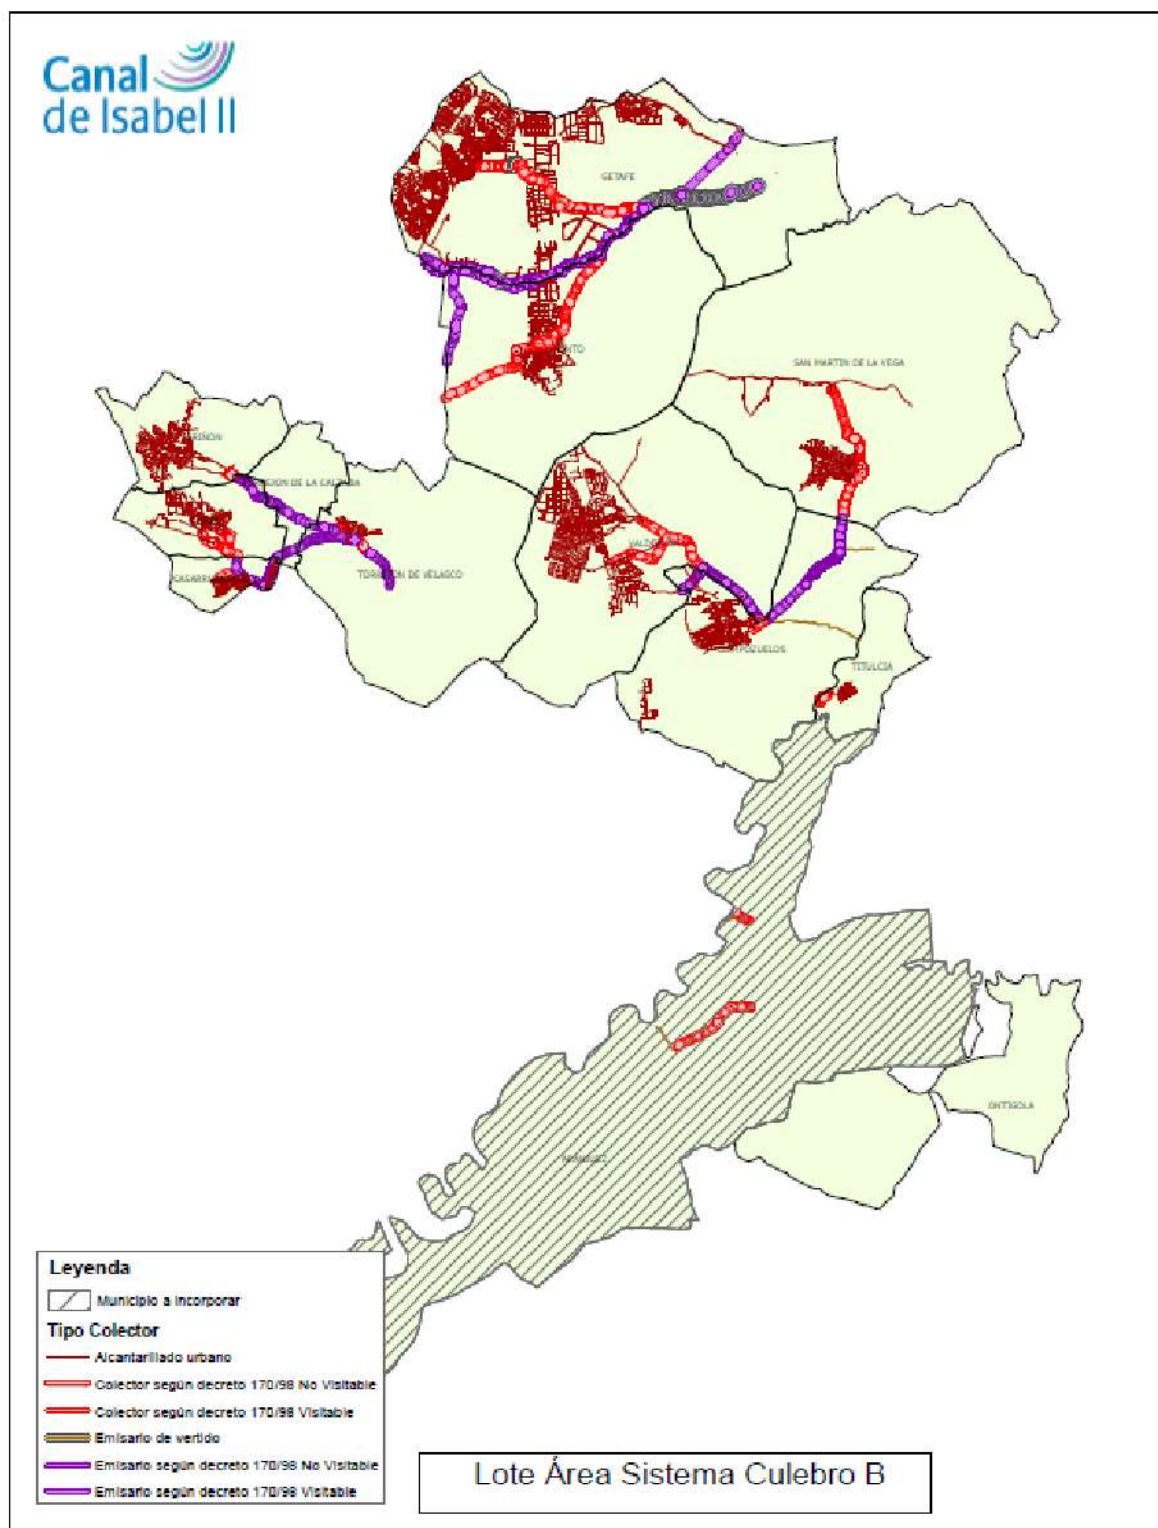 Canal
de Isabel II
GETAFE
SAN MARTIN DE LA VEGA
TORREJON DE VELASCO
TITULCIA
ONTIGOLA
Leyenda
Municipio a incorporar
Tipo Colector
Alcantarillado urbano
Colector según decreto 170/98 No Visitable
Colector según decreto 170/98 Visitable
Emisario de vertido
Emisario según decreto 170/98 No Visitable
Emisario según decreto 170/98 Visitable
Lote Área Sistema Culebro B